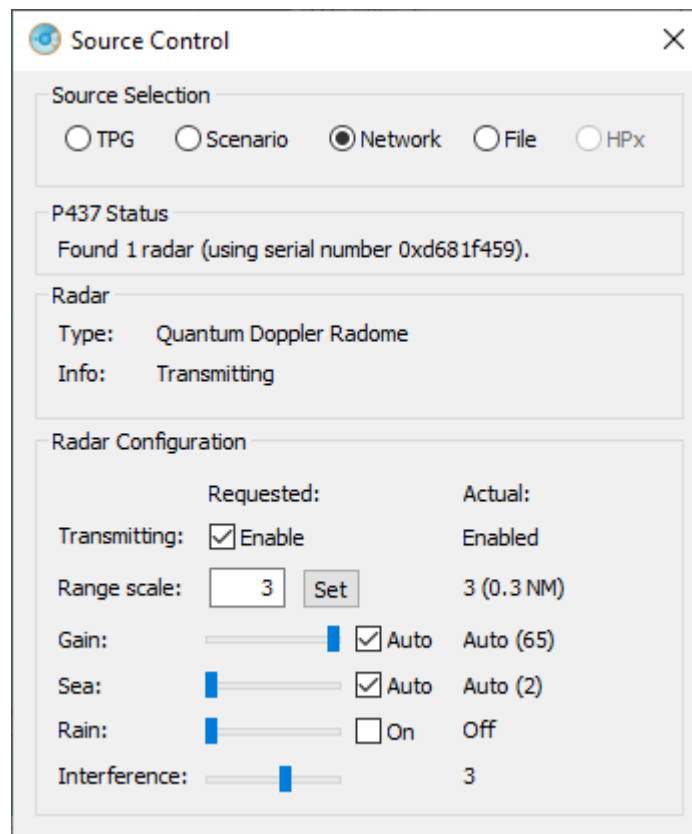 Source Control
Source Selection
TPG Scenario Network File HPx
P437 Status
Found 1 radar (using serial number 0xd681f459).
Radar
Type: Quantum Doppler Radome
Info: Transmitting
Radar Configuration
Requested: Actual:
Transmitting: Enable Enabled
Range scale: 3 Set 3 (0.3 NM)
Gain: Auto Auto (65)
Sea: Auto Auto (2)
Rain: On Off
Interference: 3